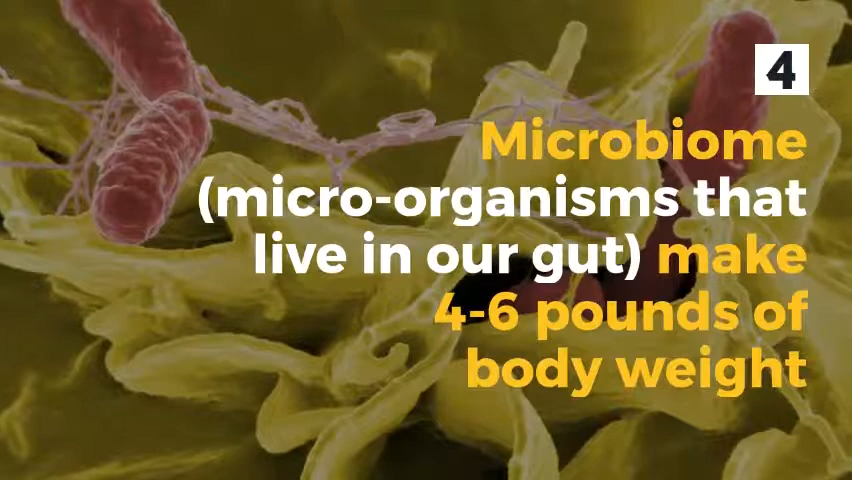 4
Microbiome
(micro-organisms that
live in our gut) make
4-6 pounds of
body weight